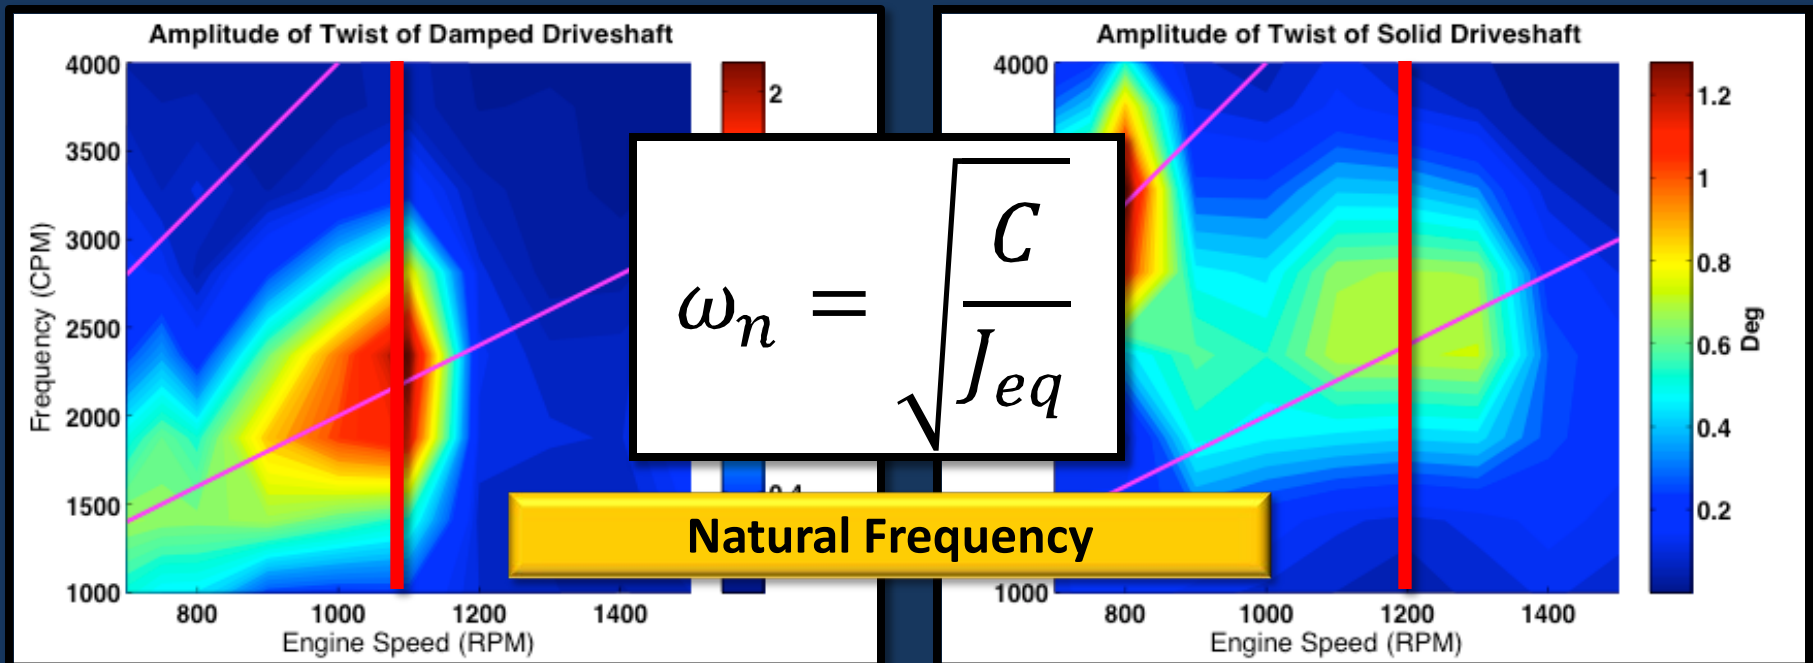 Amplitude of Twist of Damped Driveshaft
4000
3500
3000
2500
2000
1500
1000
Frequency (CPM)
800 1000 1200 1400
Engine Speed (RPM)
2
0.4
ωn = √(C/Jeq)
Natural Frequency
Amplitude of Twist of Solid Driveshaft
4000
1000
800 1000 1200 1400
Engine Speed (RPM)
1.2
1
0.8
0.6
0.4
0.2
Deg